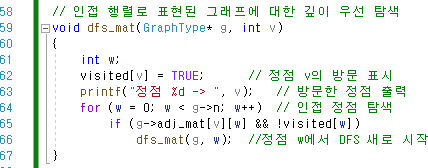 58 // 인접 행렬로 표현된 그래프에 대한 깊이 우선 탐색
59 void dfs_mat(GraphType* g, int v)
60 {
61 int w;
62 visited[v] = TRUE; // 정점 v의 방문 표시
63 printf("정점 %d -> ", v); // 방문한 정점 출력
64 for (w = 0; w < g->n; w++) // 인접 정점 탐색
65 if (g->adj_mat[v][w] && !visited[w])
66 dfs_mat(g, w); //정점 w에서 DFS 새로 시작
67 }